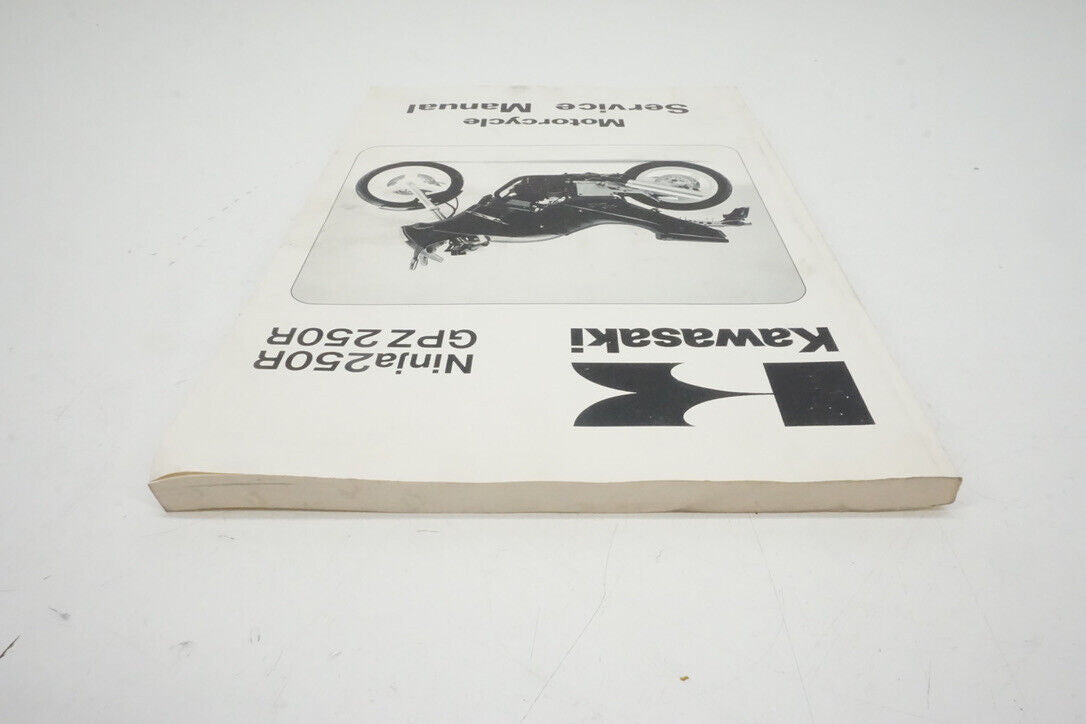 Kawasaki
Ninja250R
GPZ250R
Motorcycle
Service Manual